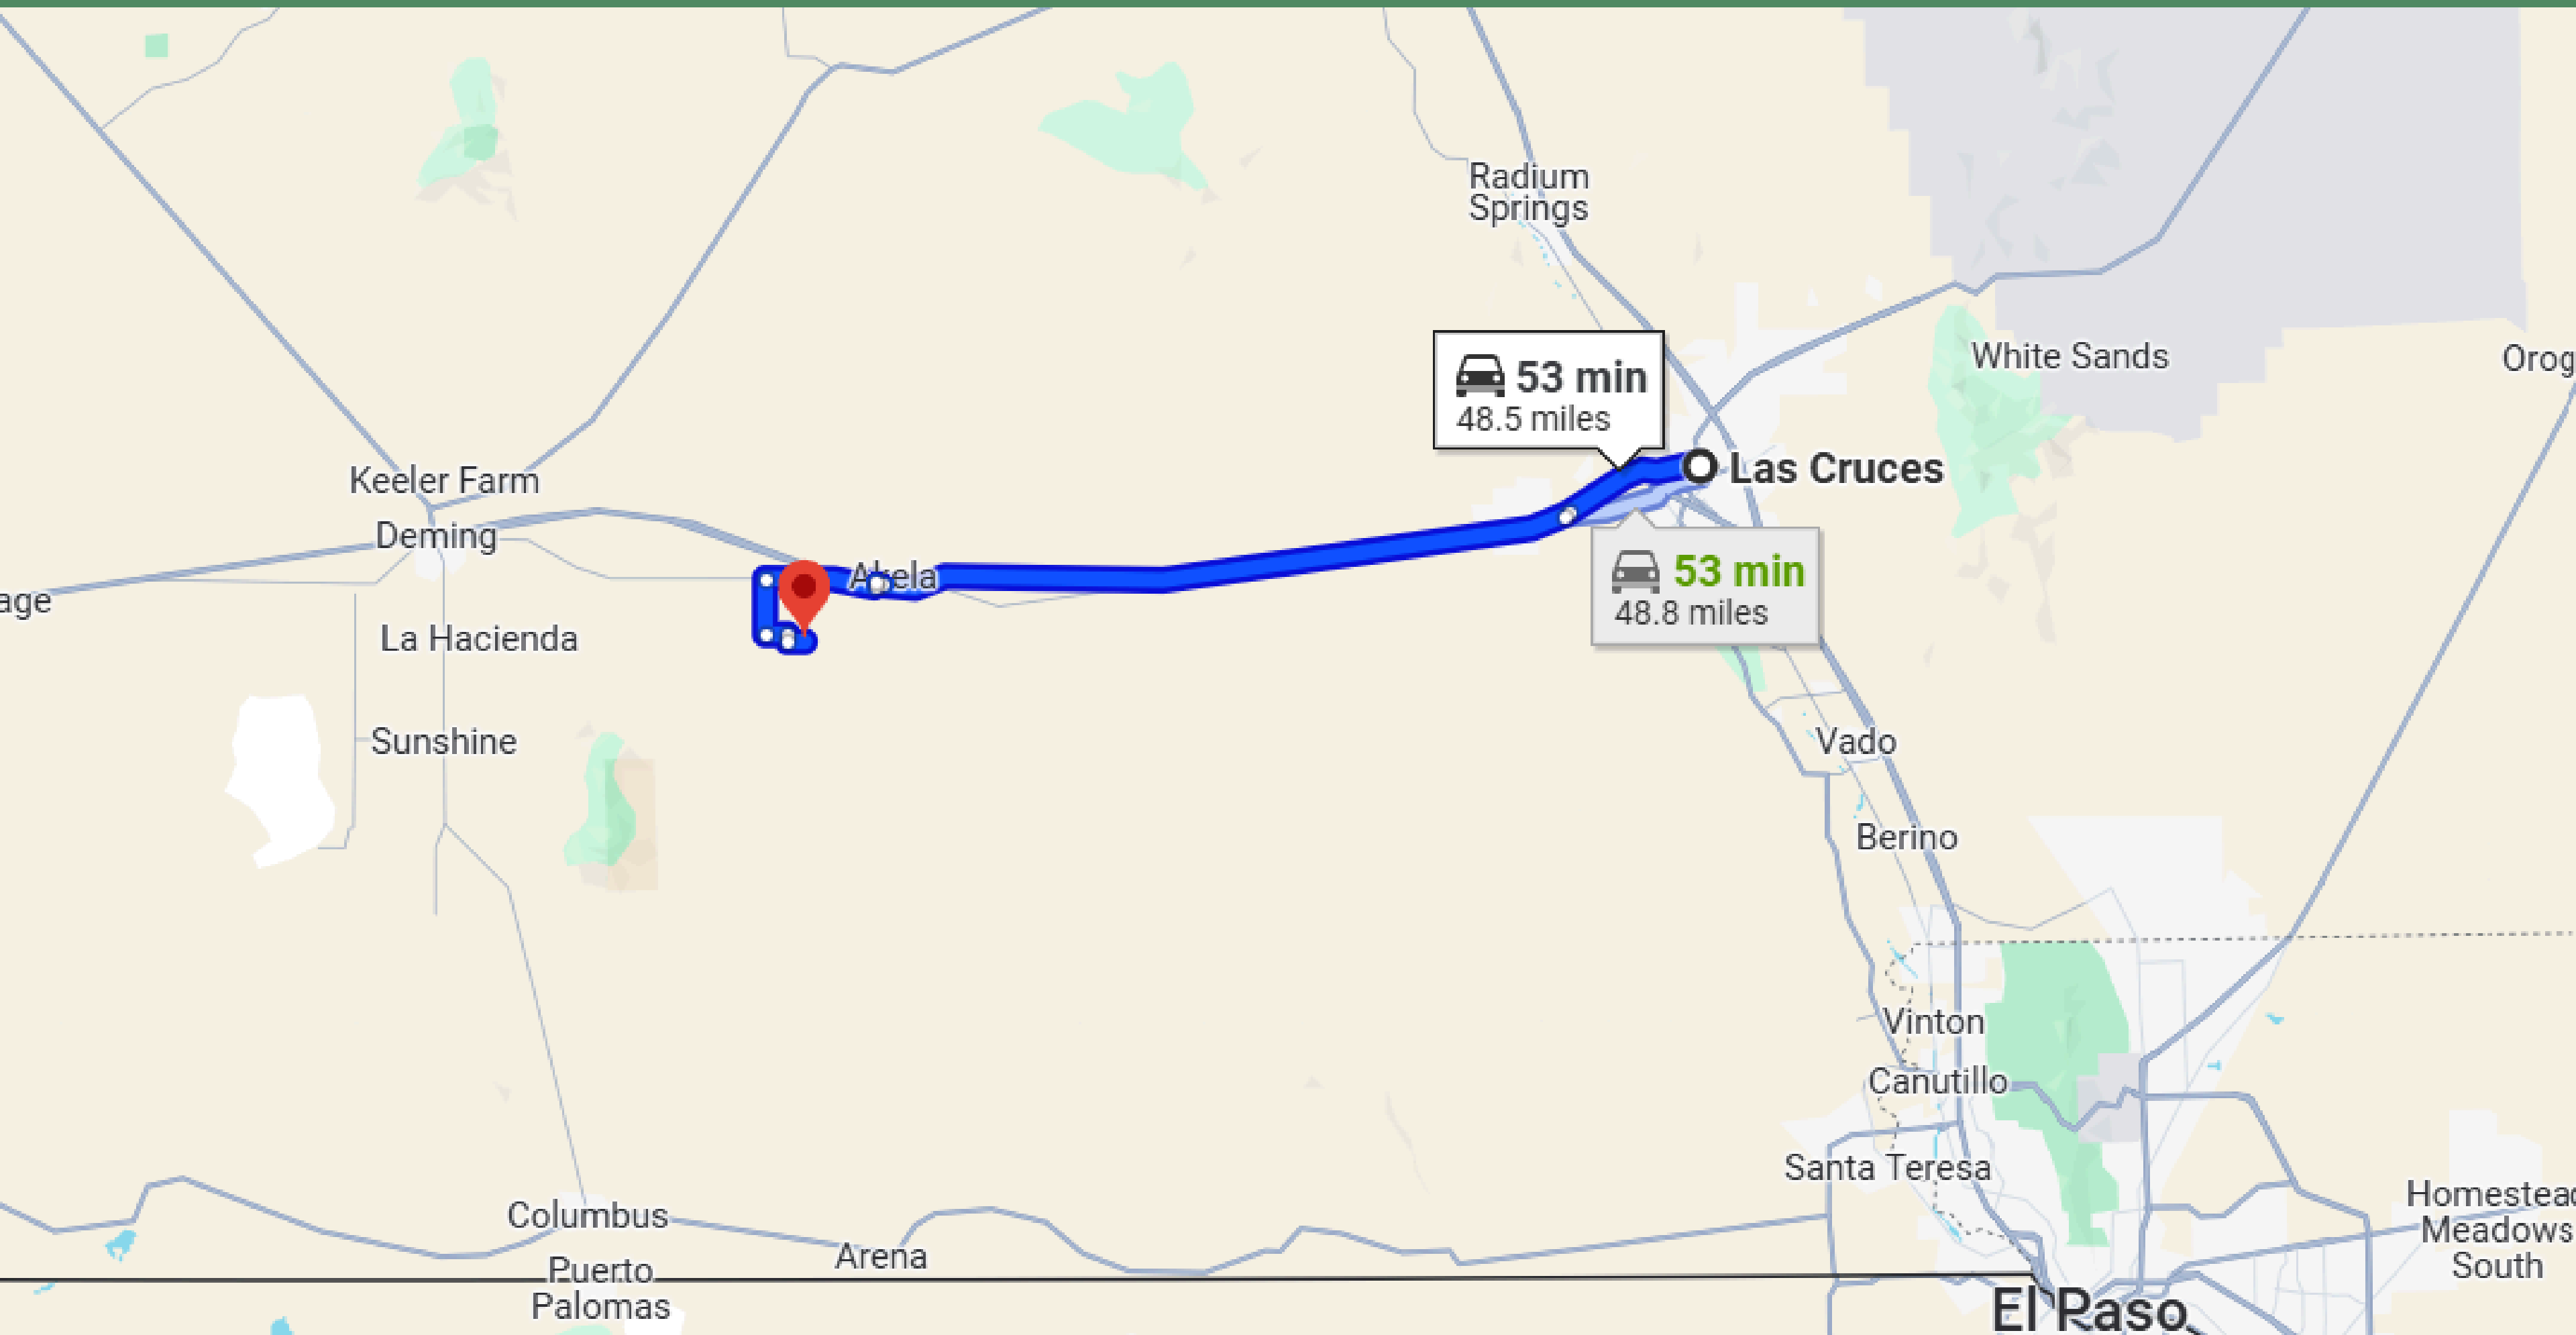 Radium
Springs
53 min
48.5 miles
White Sands
Orog
Las Cruces
Keeler Farm
Deming
53 min
48.8 miles
Akela
age
La Hacienda
Sunshine
Vado
Berino
Vinton
Canutillo
Santa Teresa
Homestead
Meadows
South
Columbus
Arena
Puerto
Palomas
El Paso